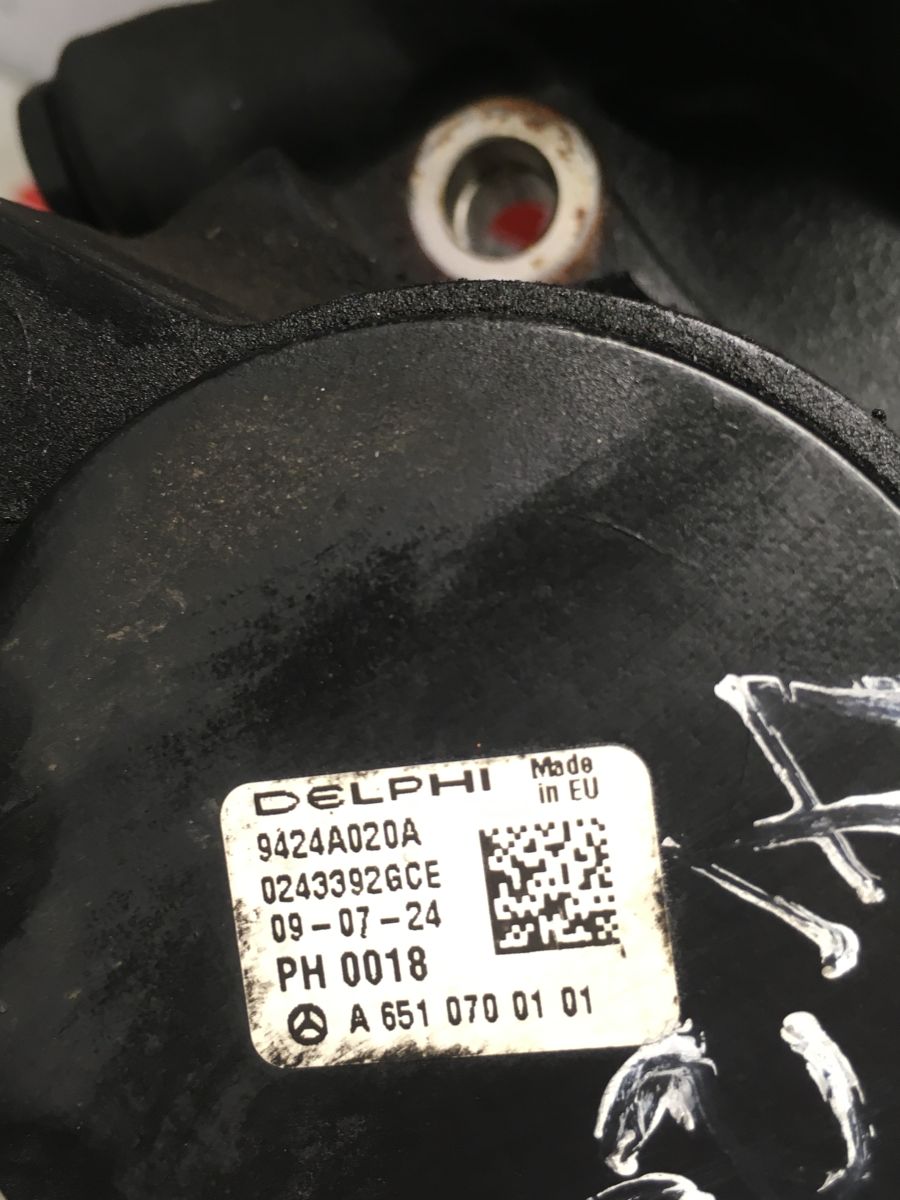 DELPHI
Made
in EU
9424A020A
0243392GCE
09-07-24
PH 0018
A 651 070 01 01